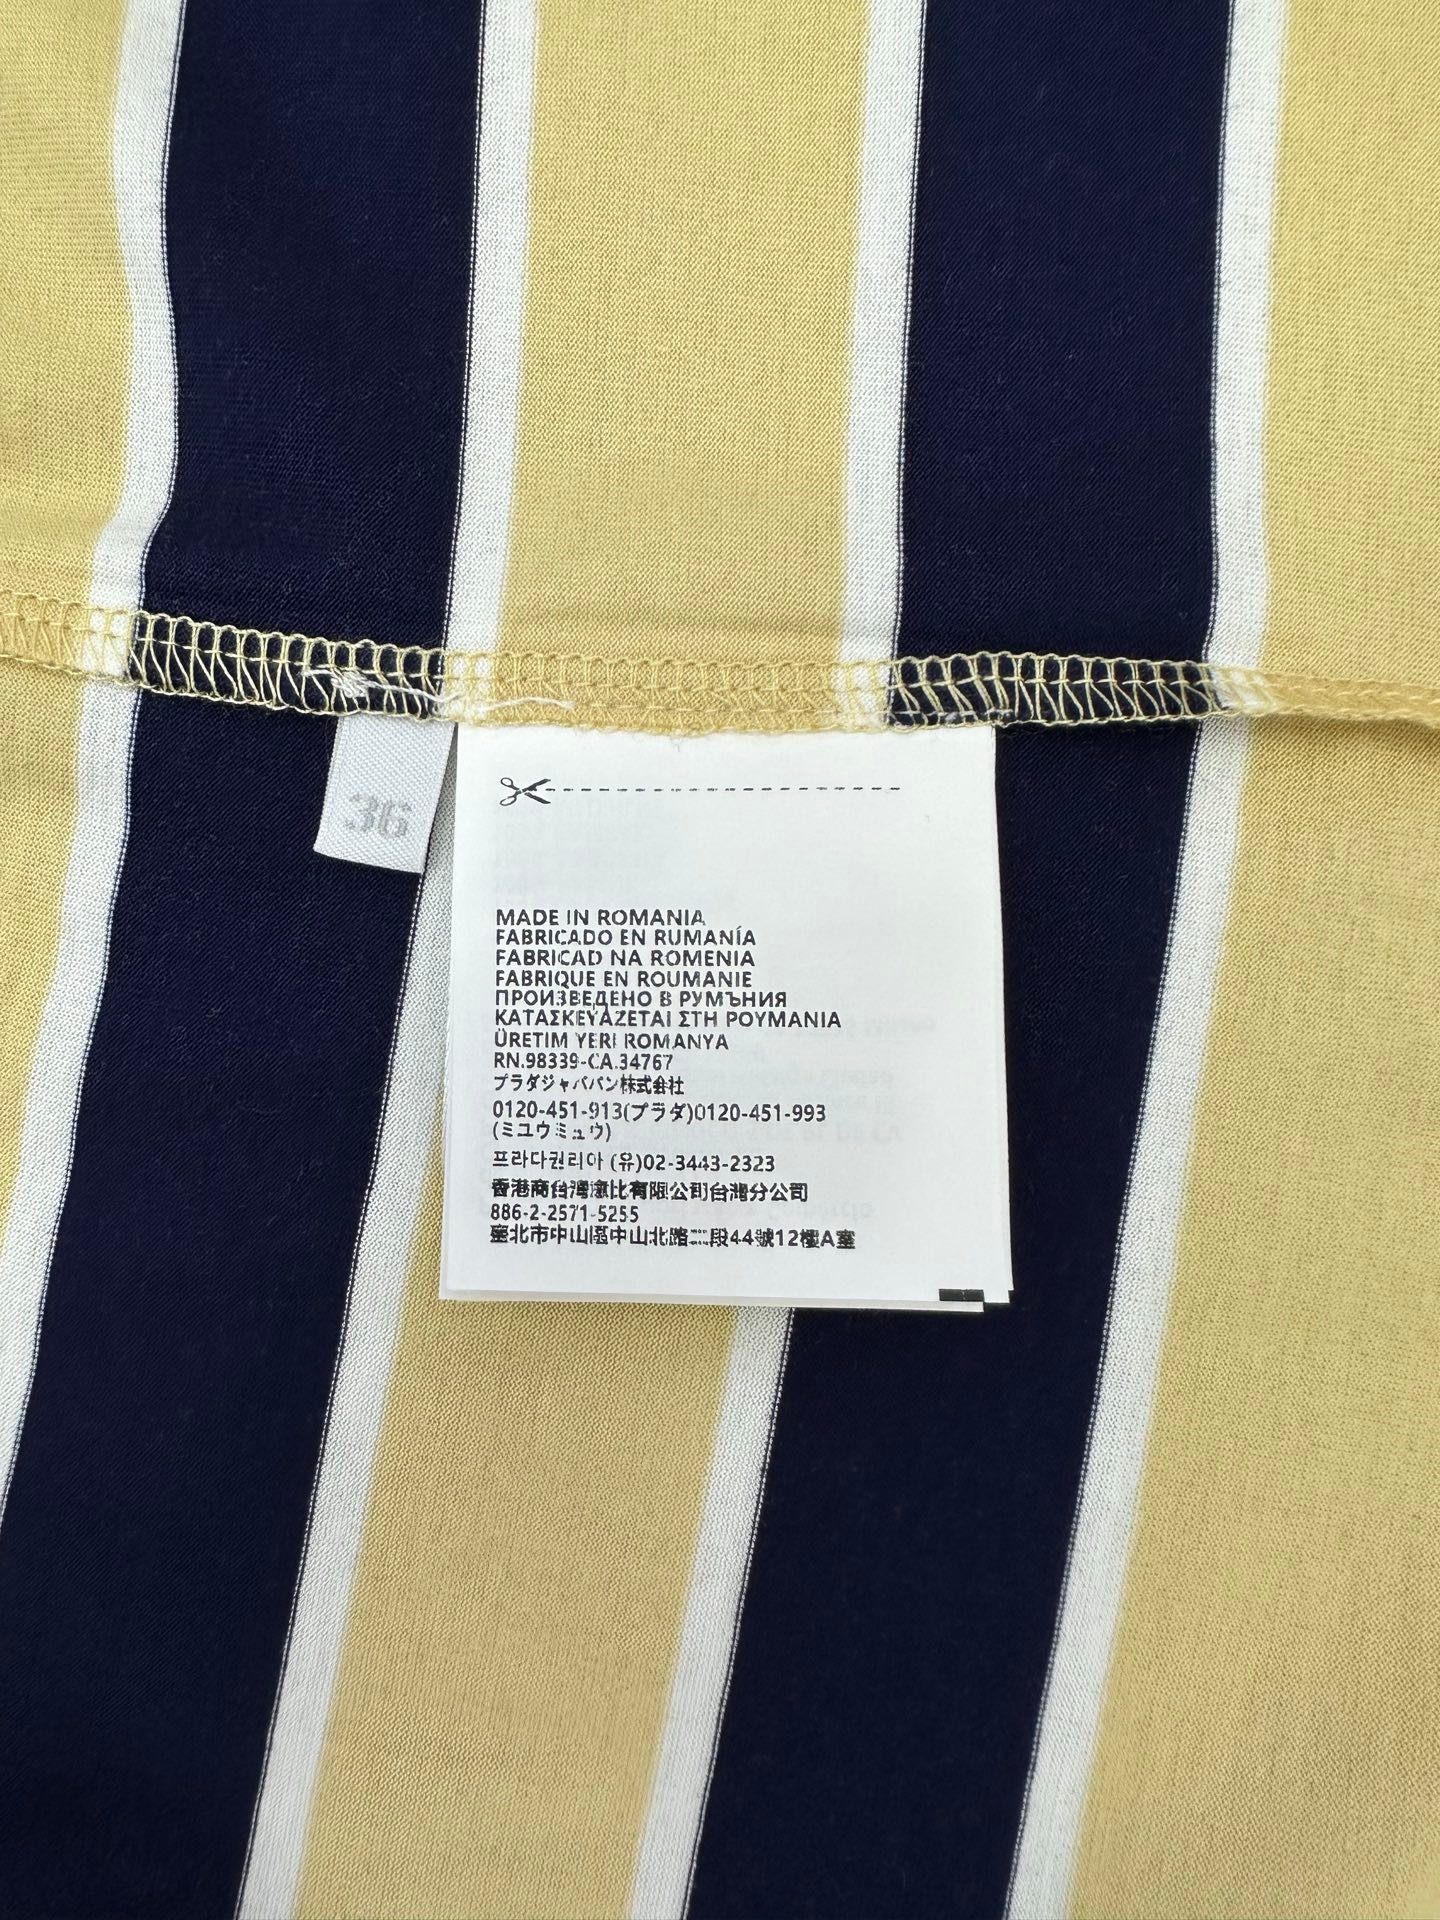 36
MADE IN ROMANIA
FABRICADO EN RUMANÍA
FABRICAD NA ROMENIA
FABRIQUE EN ROUMANIE
ПРОИЗВЕДЕНО В РУМЪНИЯ
ΚΑΤΑΣΚΕΥΑΖΕΤΑΙ ΣΤΗ ΡΟΥΜΑΝΙΑ
ÜRETIM YERI ROMANYA
RN.98339-CA.34767
プラダジャパン株式会社
0120-451-913(プラダ)0120-451-993
(ミユウミュウ)
프라다코리아 (유)02-3443-2323
香港商台灣 比有限公司台灣分公司
886-2-2571-5255
臺北市中山區中山北路二段44號12樓A室